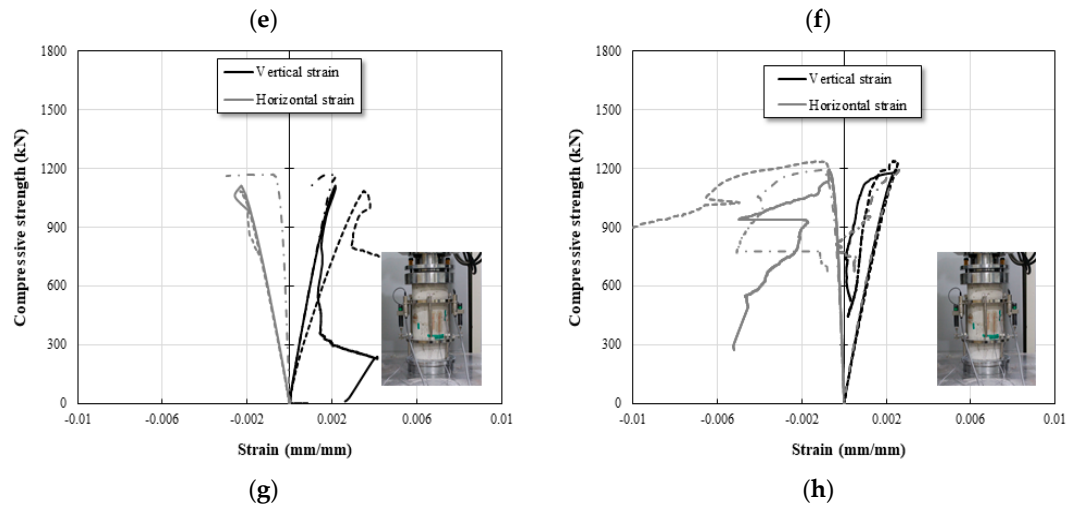 (e)
(f)
1800
1500
1200
900
600
300
0
Compressive strength (kN)
Vertical strain
Horizontal strain
-0.01
-0.006
-0.002
0.002
0.006
0.01
Strain (mm/mm)
1800
1500
1200
900
600
300
0
Compressive strength (kN)
Vertical strain
Horizontal strain
-0.01
-0.006
-0.002
0.002
0.006
0.01
Strain (mm/mm)
(g)
(h)